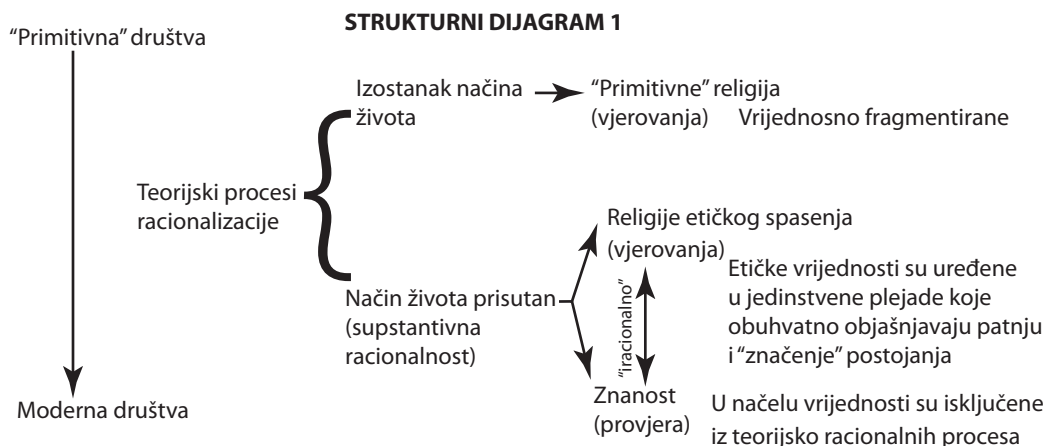 STRUKTURNI DIJAGRAM 1
“Primitivna” društva
Izostanak načina
života
“Primitivne” religija
(vjerovanja) Vrijednosno fragmentirane
Teorijski procesi
racionalizacije
Religije etičkog spasenja
(vjerovanja)
Način života prisutan
(supstantivna
racionalnost)
“iracionalno”
Etičke vrijednosti su uređene
u jedinstvene plejade koje
obuhvatno objašnjavaju patnju
i “značenje” postojanja
Moderna društva
Znanost
(provjera)
U načelu vrijednosti su isključene
iz teorijsko racionalnih procesa